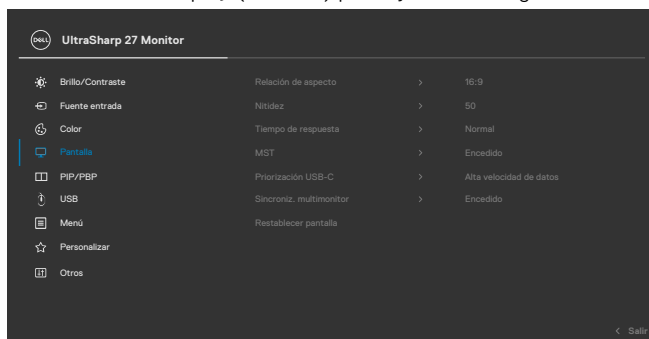 DELL UltraSharp 27 Monitor
Brillo/Contraste Relación de aspecto > 16:9
Fuente entrada Nitidez > 50
Color Tiempo de respuesta > Normal
Pantalla MST > Encedido
PIP/PBP Priorización USB-C > Alta velocidad de datos
USB Sincroniz. multimonitor > Encedido
Menú Restablecer pantalla
Personalizar
Otros
< Salir